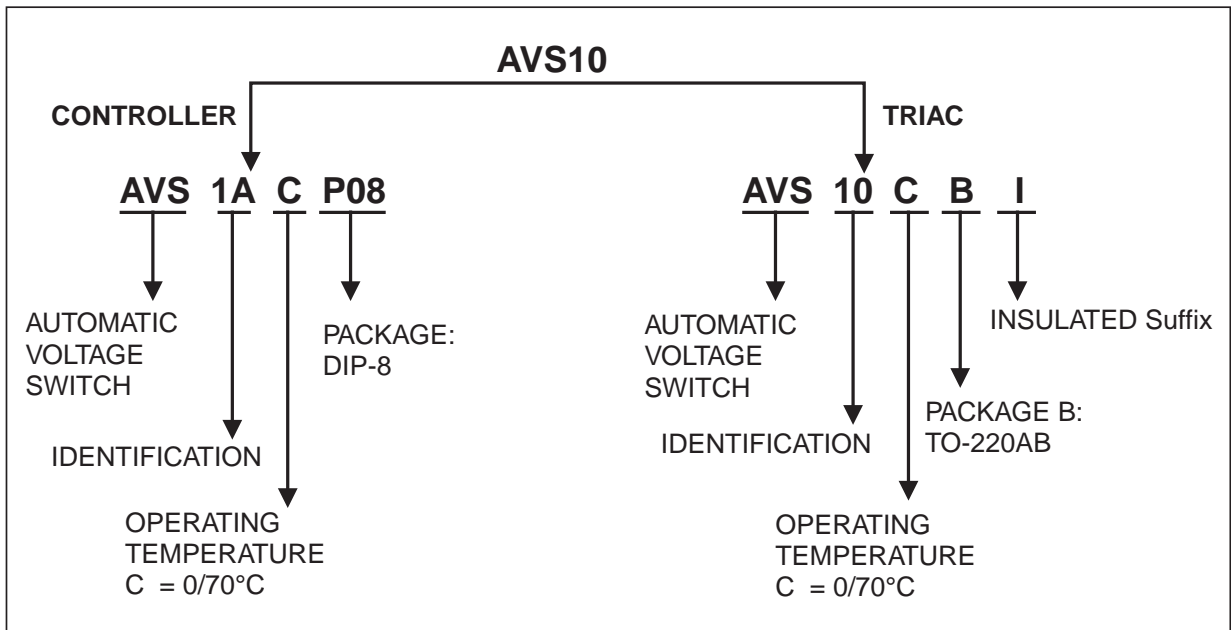 AVS10
CONTROLLER
TRIAC
AVS 1A C P08
AVS 10 C B I
AUTOMATIC
VOLTAGE
SWITCH
PACKAGE:
DIP-8
IDENTIFICATION
OPERATING
TEMPERATURE
C = 0/70°C
AUTOMATIC
VOLTAGE
SWITCH
INSULATED Suffix
PACKAGE B:
TO-220AB
IDENTIFICATION
OPERATING
TEMPERATURE
C = 0/70°C